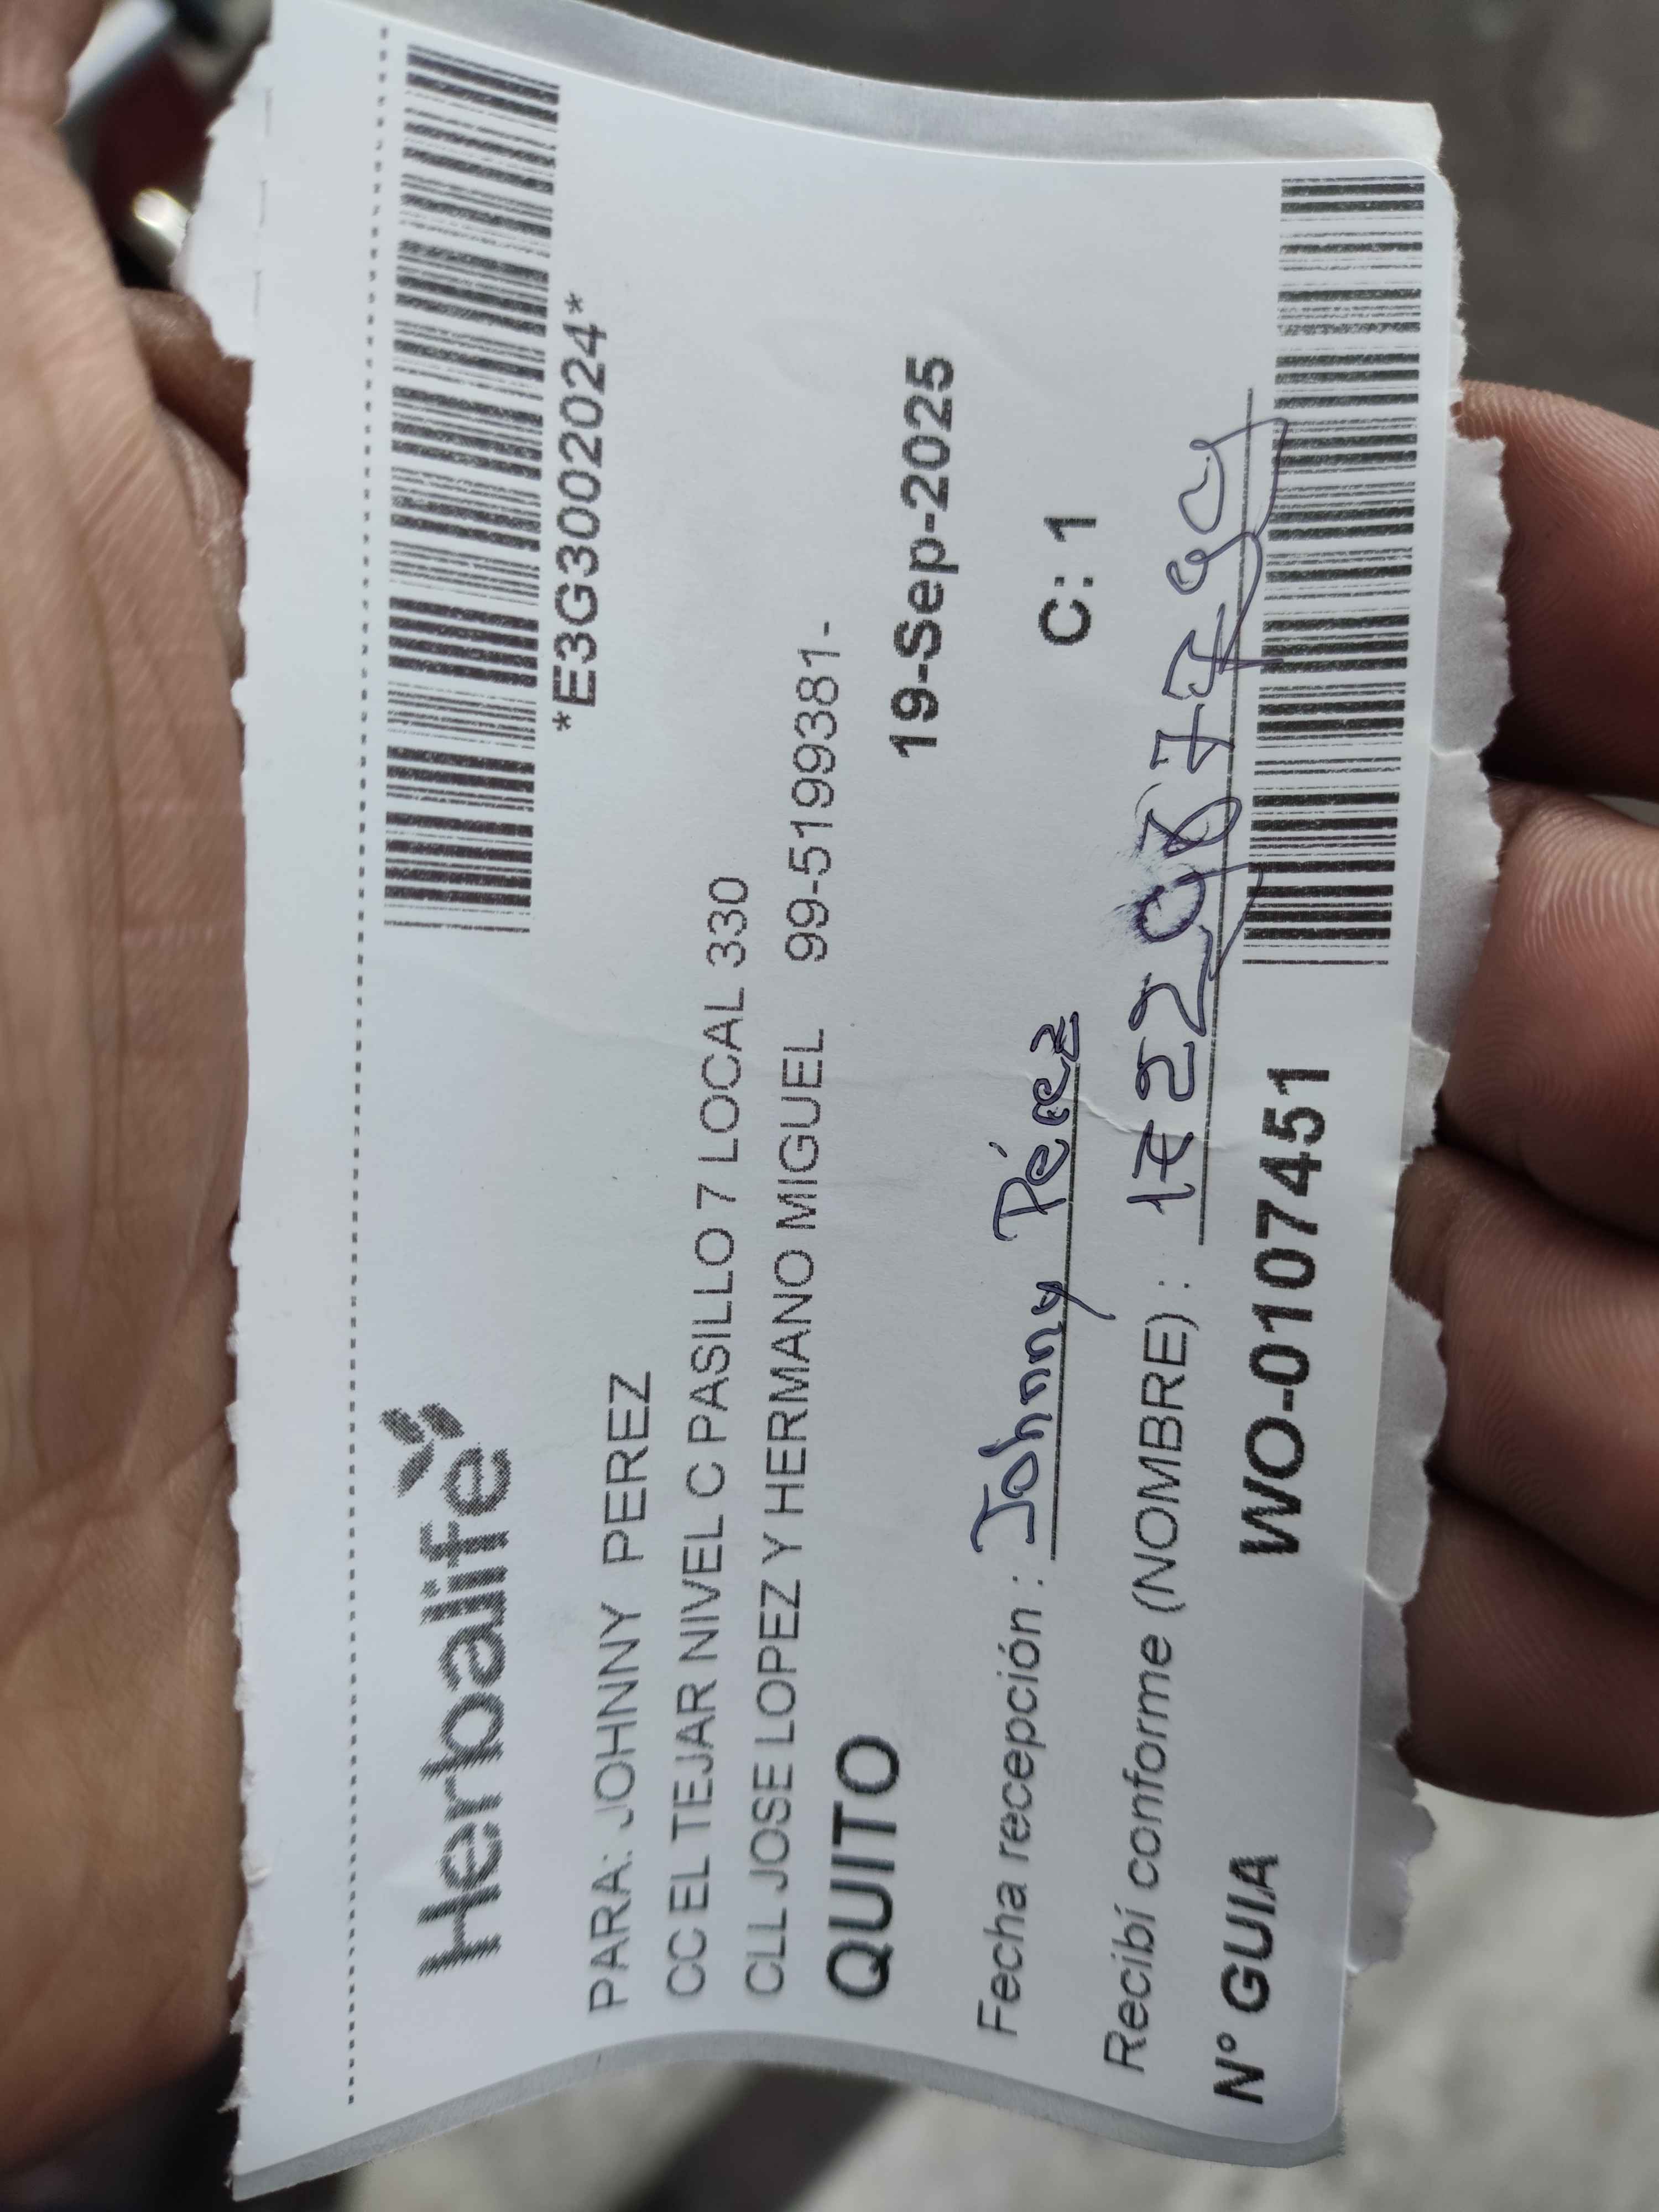 Herbalife
*E3G3002024*
PARA: JOHNNY PEREZ
CC EL TEJAR NIVEL C PASILLO 7 LOCAL 330
CLL JOSE LOPEZ Y HERMANO MIGUEL 99-5199381-
QUITO
19-Sep-2025
Fecha recepción : Johnny Pérez
C: 1
Recibí conforme (NOMBRE) :
N° GUIA WO-0107451